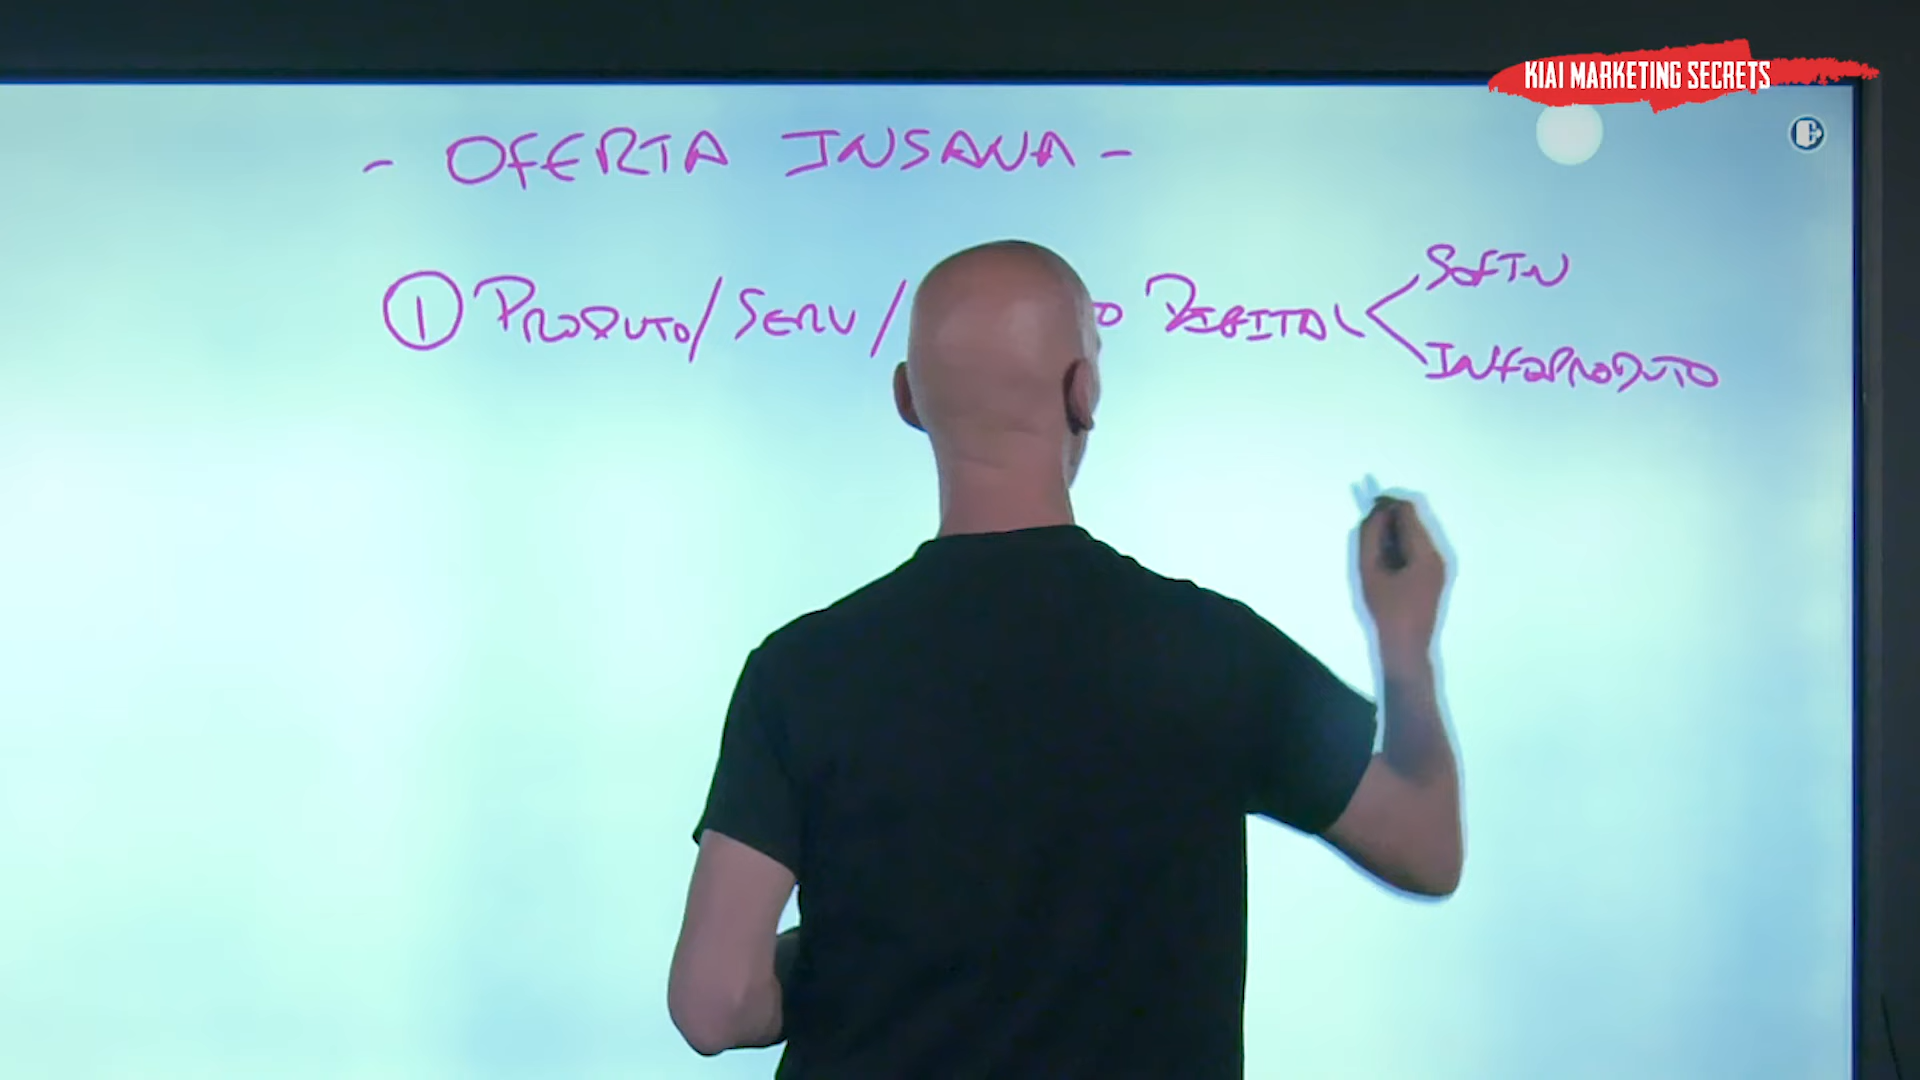 KIAI MARKETING SECRETS
- OFERTA INSANA -
① PRODUTO/SERV/ DIGITAL
SOFTW
INFOPRODUTO